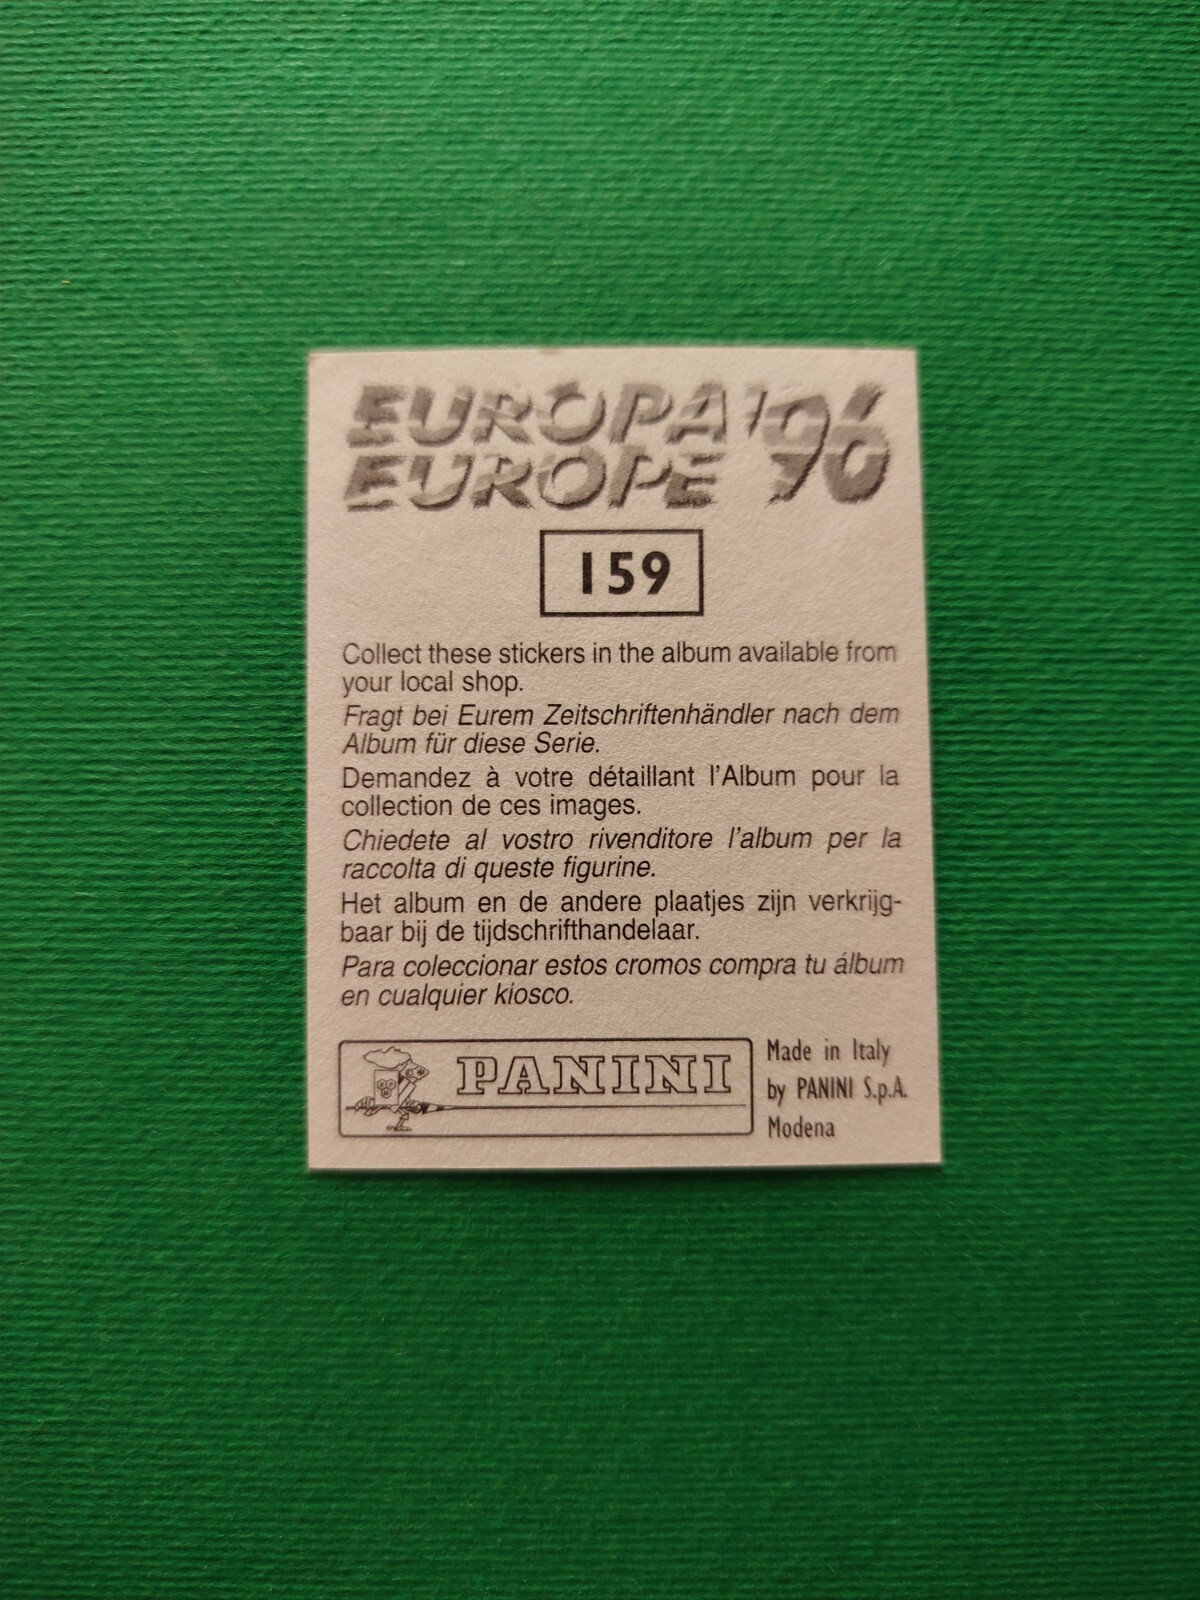 EUROPA '96
EUROPE
159
Collect these stickers in the album available from
your local shop.
Fragt bei Eurem Zeitschriftenhändler nach dem
Album für diese Serie.
Demandez à votre détaillant l'Album pour la
collection de ces images.
Chiedete al vostro rivenditore l'album per la
raccolta di queste figurine.
Het album en de andere plaatjes zijn verkrijg-
baar bij de tijdschrifthandelaar.
Para coleccionar estos cromos compra tu álbum
en cualquier kiosco.
PANINI
Made in Italy
by PANINI S.p.A.
Modena